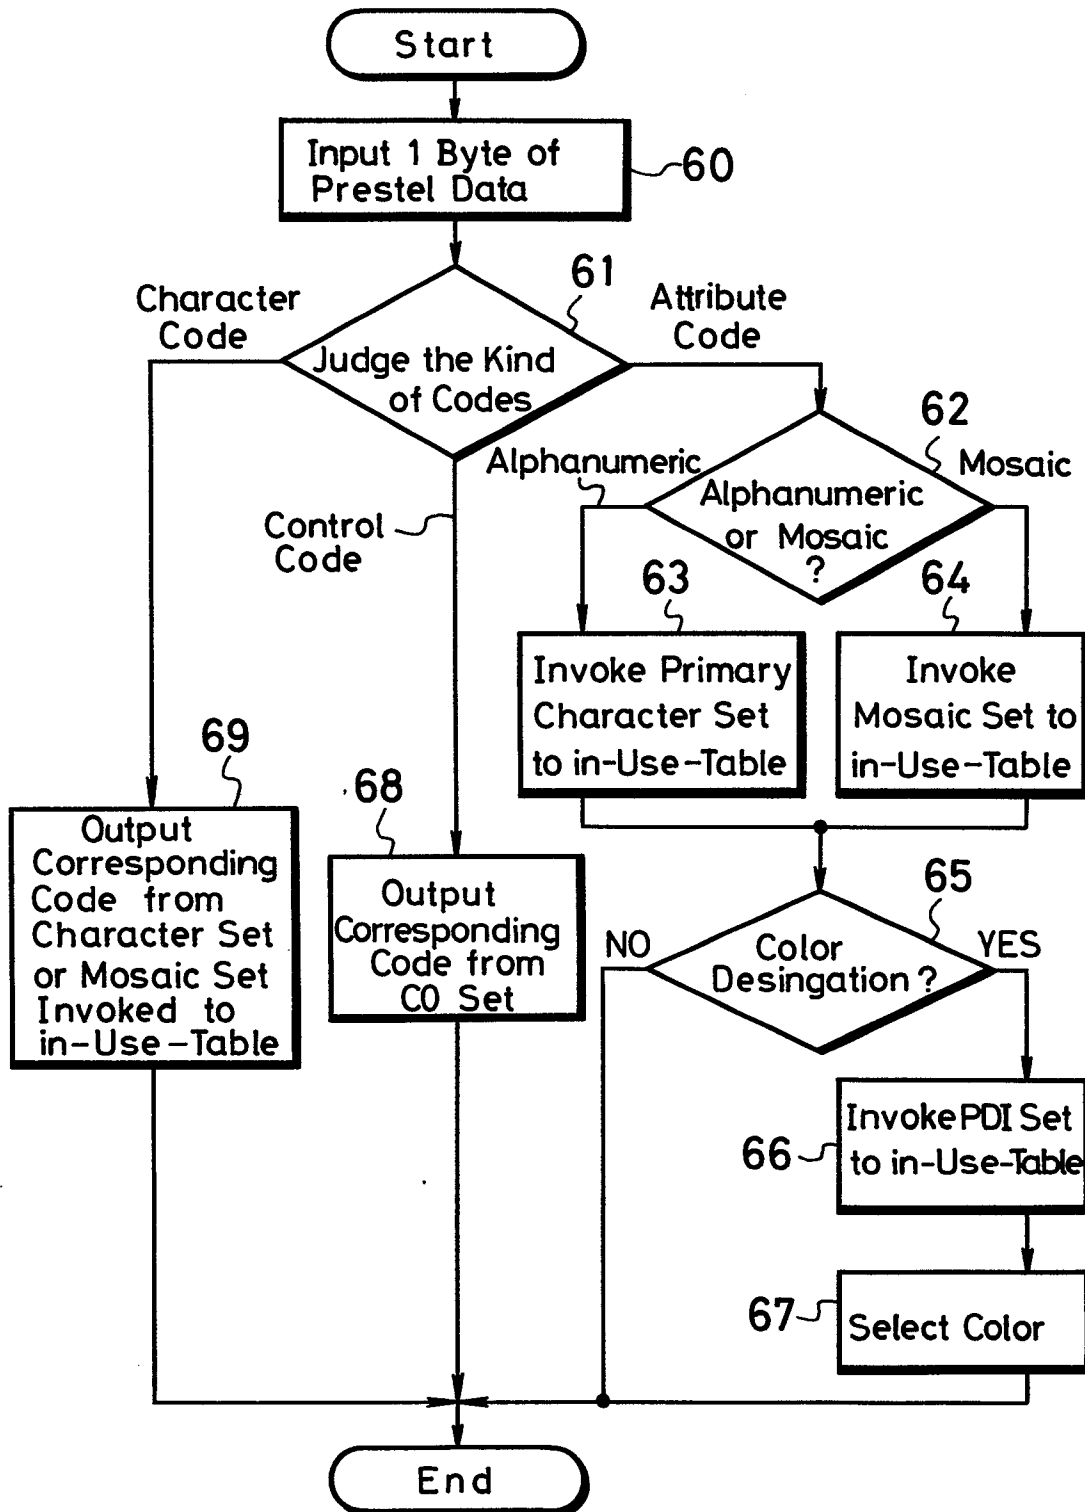 Start
Input 1 Byte of
Prestel Data
60
61
Character
Code
Attribute
Code
Judge the Kind
of Codes
62
Alphanumeric
Mosaic
Alphanumeric
or Mosaic
?
Control
Code
63
64
Invoke Primary
Character Set
to in-Use-Table
Invoke
Mosaic Set to
in-Use-Table
69
68
Output
Corresponding
Code from
Character Set
or Mosaic Set
Invoked to
in-Use-Table
Output
Corresponding
Code from
C0 Set
65
NO
YES
Color
Desingation ?
Invoke PDI Set
to in-Use-Table
66
67
Select Color
End